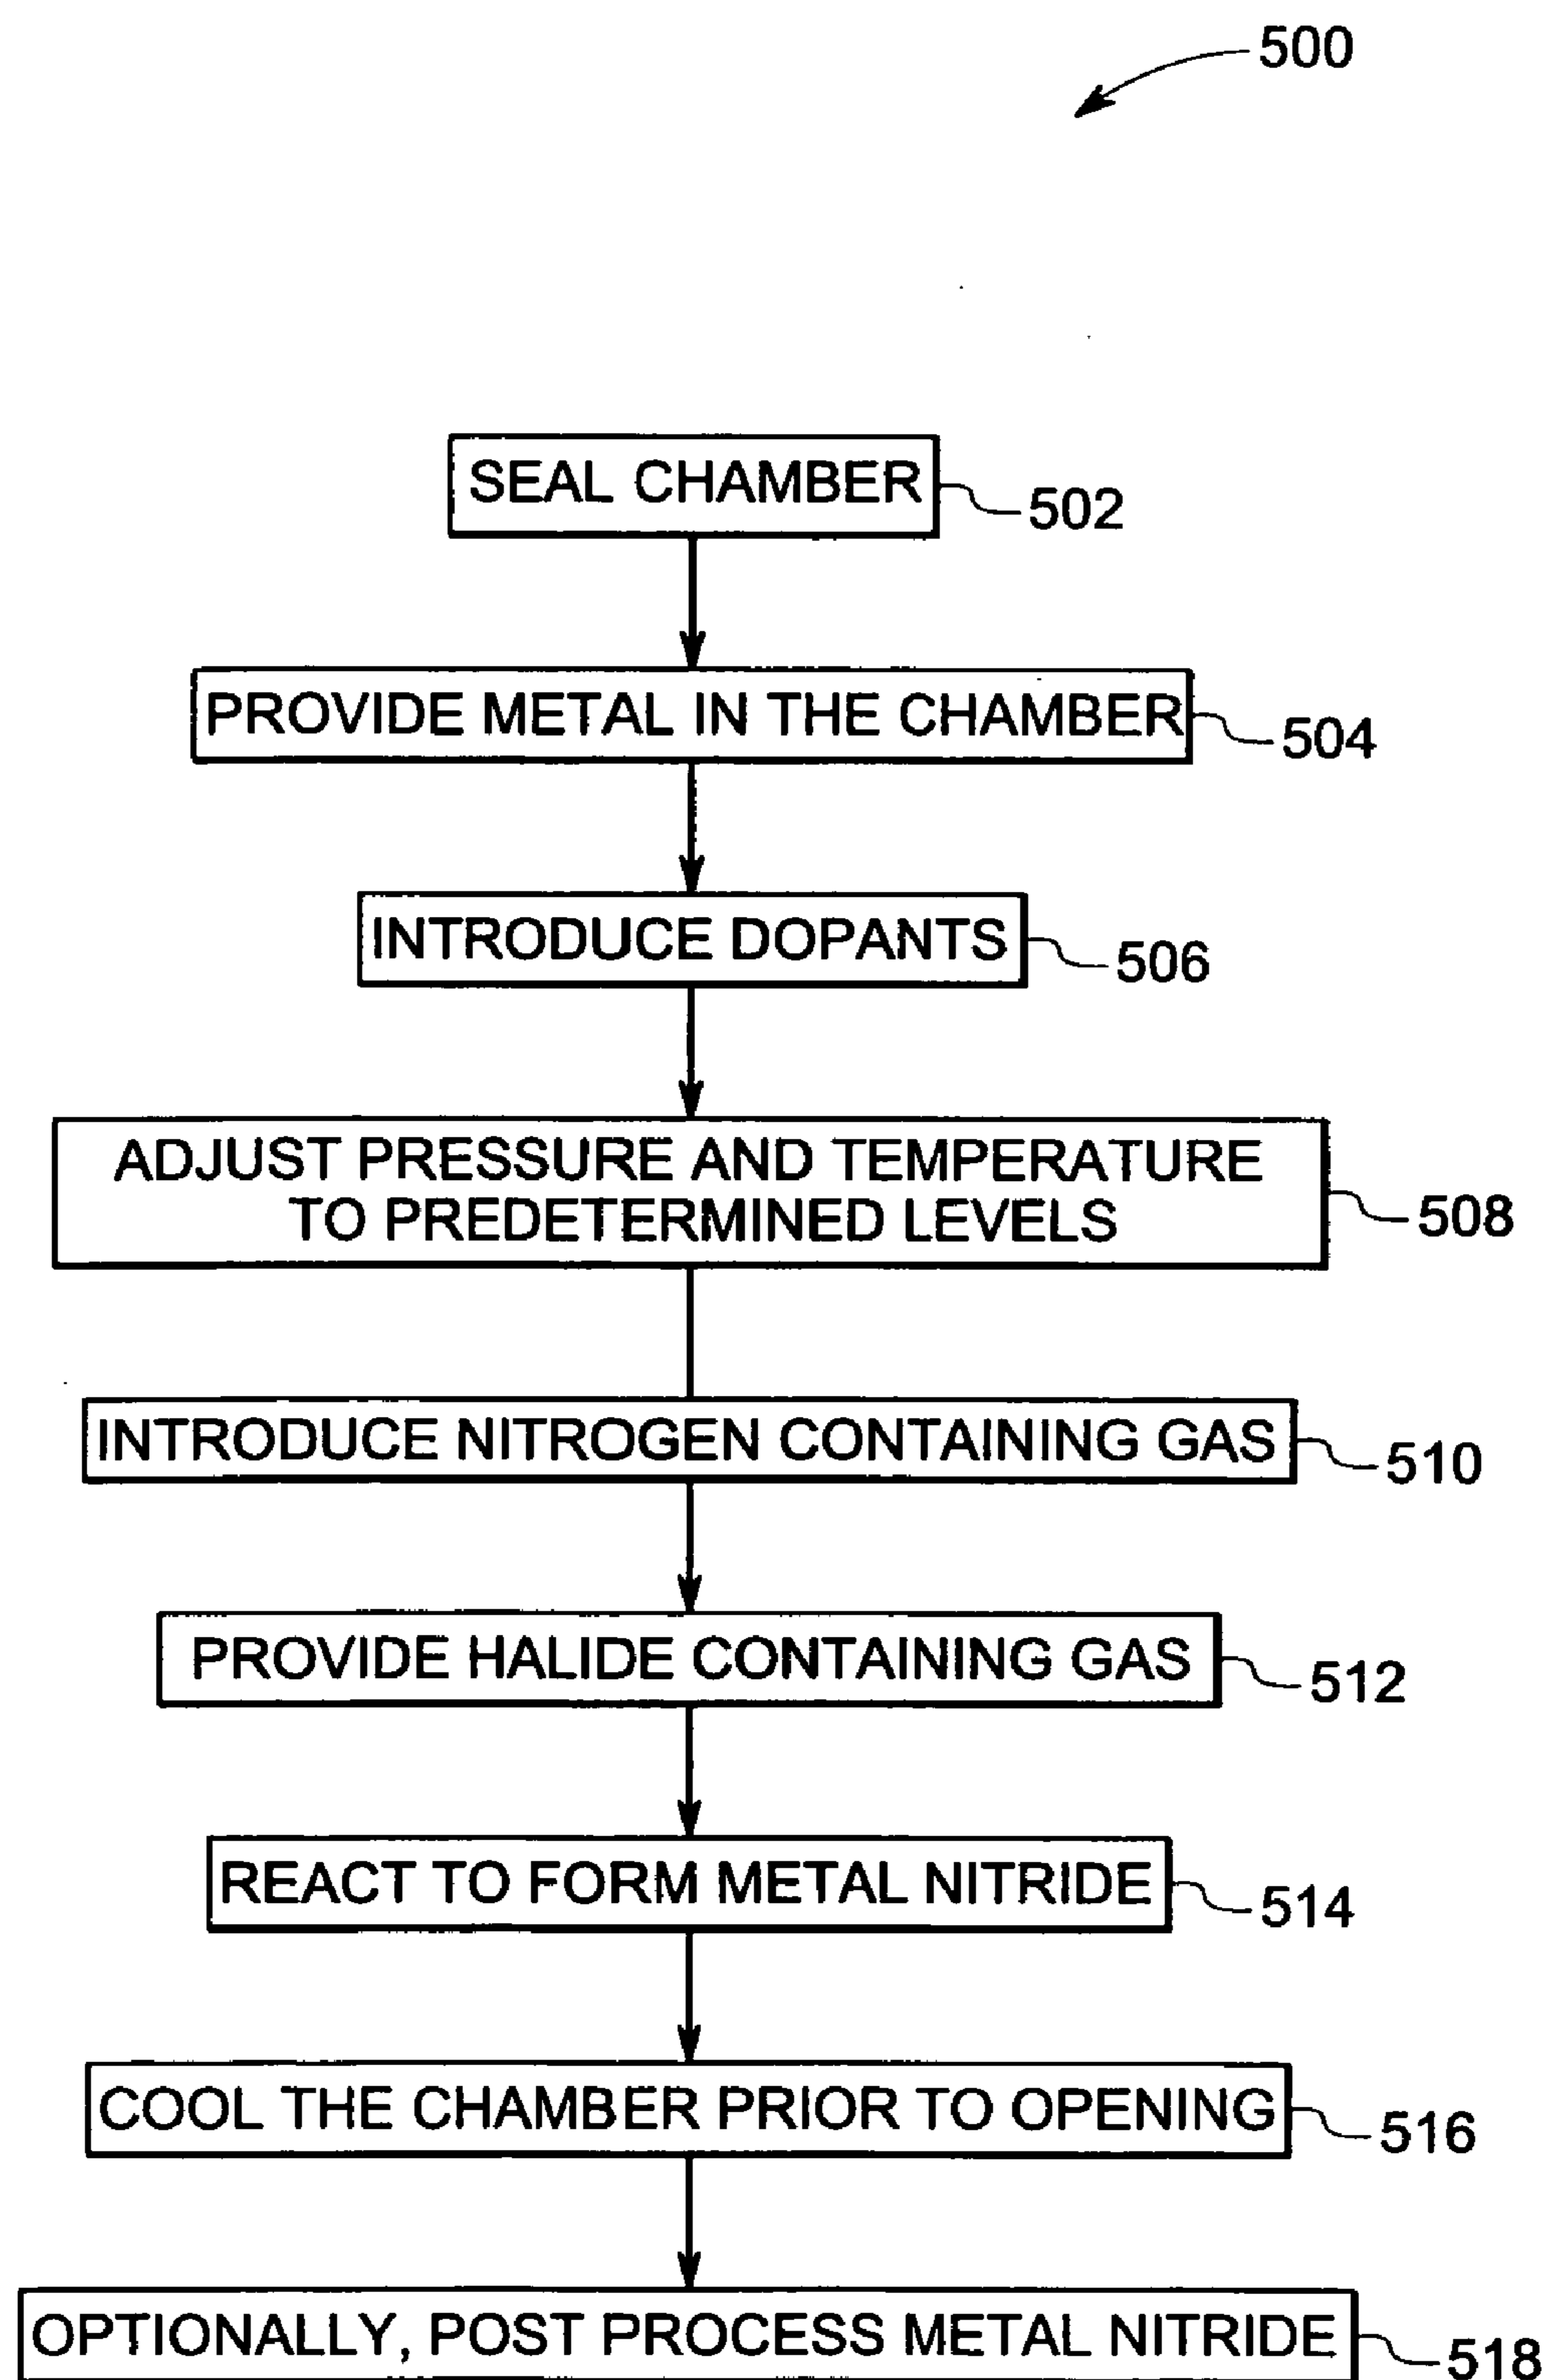 500
SEAL CHAMBER
502
PROVIDE METAL IN THE CHAMBER
504
INTRODUCE DOPANTS
506
ADJUST PRESSURE AND TEMPERATURE
TO PREDETERMINED LEVELS
508
INTRODUCE NITROGEN CONTAINING GAS
510
PROVIDE HALIDE CONTAINING GAS
512
REACT TO FORM METAL NITRIDE
514
COOL THE CHAMBER PRIOR TO OPENING
516
OPTIONALLY, POST PROCESS METAL NITRIDE
518